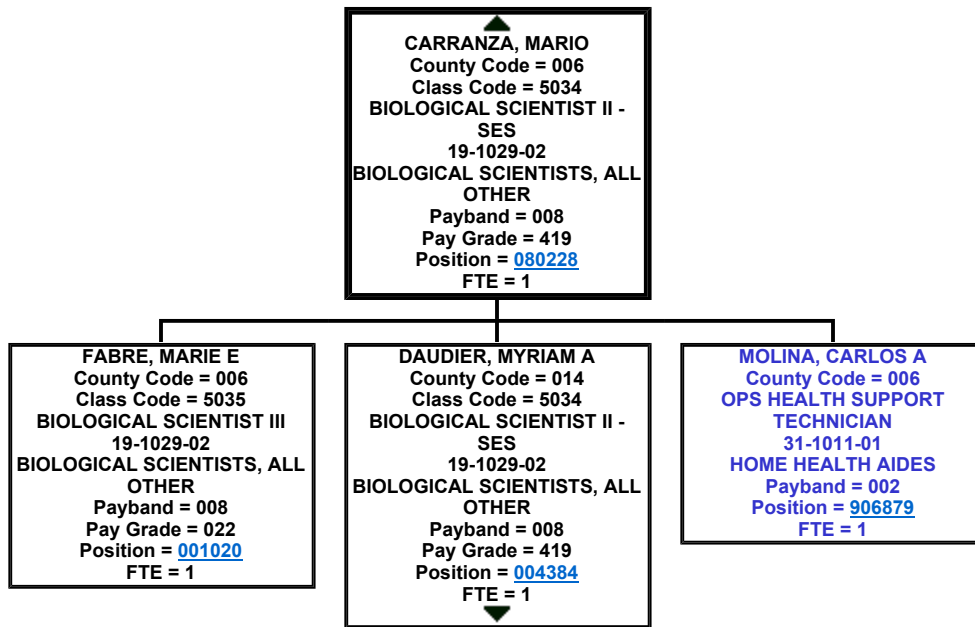 CARRANZA, MARIO
County Code = 006
Class Code = 5034
BIOLOGICAL SCIENTIST II -
SES
19-1029-02
BIOLOGICAL SCIENTISTS, ALL
OTHER
Payband = 008
Pay Grade = 419
Position = 080228
FTE = 1
FABRE, MARIE E
County Code = 006
Class Code = 5035
BIOLOGICAL SCIENTIST III
19-1029-02
BIOLOGICAL SCIENTISTS, ALL
OTHER
Payband = 008
Pay Grade = 022
Position = 001020
FTE = 1
DAUDIER, MYRIAM A
County Code = 014
Class Code = 5034
BIOLOGICAL SCIENTIST II -
SES
19-1029-02
BIOLOGICAL SCIENTISTS, ALL
OTHER
Payband = 008
Pay Grade = 419
Position = 004384
FTE = 1
MOLINA, CARLOS A
County Code = 006
OPS HEALTH SUPPORT
TECHNICIAN
31-1011-01
HOME HEALTH AIDES
Payband = 002
Position = 906879
FTE = 1